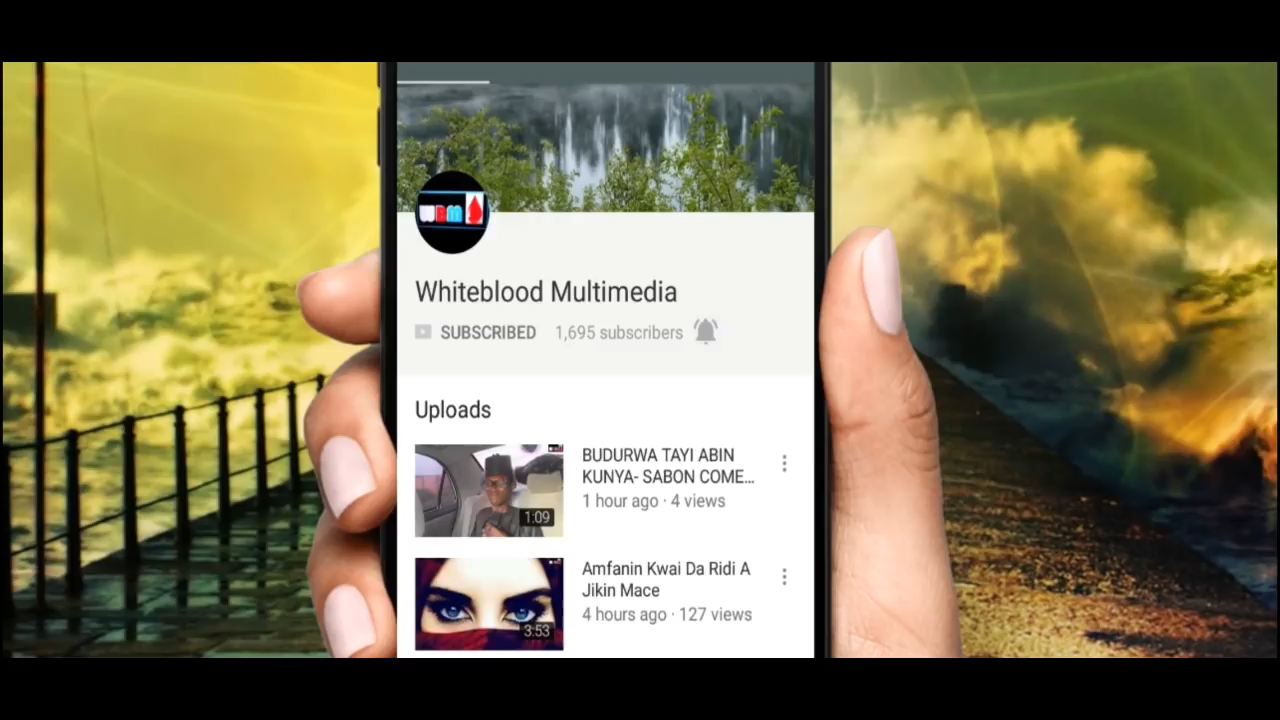 WBM
Whiteblood Multimedia
SUBSCRIBED 1,695 subscribers
Uploads
BUDURWA TAYI ABIN
KUNYA- SABON COME...
1 hour ago · 4 views
1:09
Amfanin Kwai Da Ridi A
Jikin Mace
4 hours ago · 127 views
3:53